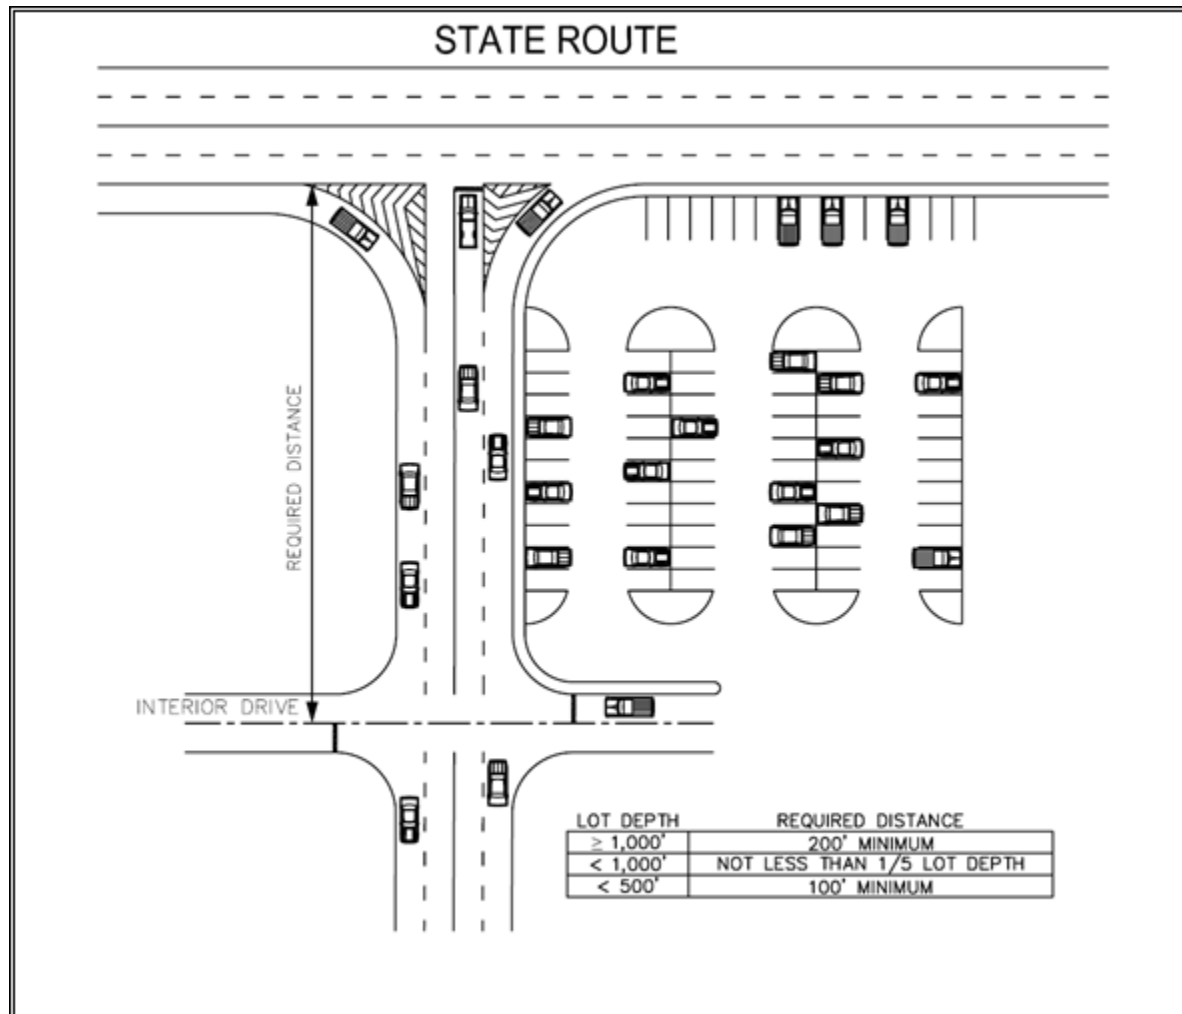 STATE ROUTE
REQUIRED DISTANCE
INTERIOR DRIVE
LOT DEPTH REQUIRED DISTANCE
≥ 1,000' 200' MINIMUM
< 1,000' NOT LESS THAN 1/5 LOT DEPTH
< 500' 100' MINIMUM